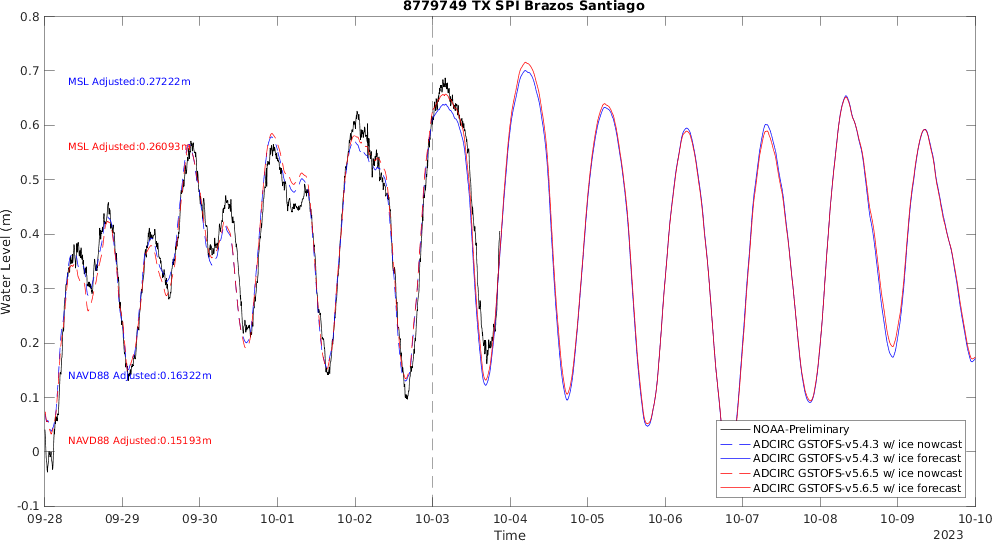 8779749 TX SPI Brazos Santiago
Water Level (m)
0.8
0.7
0.6
0.5
0.4
0.3
0.2
0.1
0
-0.1
MSL Adjusted:0.27222m
MSL Adjusted:0.26093m
NAVD88 Adjusted:0.16322m
NAVD88 Adjusted:0.15193m
NOAA-Preliminary
ADCIRC GSTOFS-v5.4.3 w/ ice nowcast
ADCIRC GSTOFS-v5.4.3 w/ ice forecast
ADCIRC GSTOFS-v5.6.5 w/ ice nowcast
ADCIRC GSTOFS-v5.6.5 w/ ice forecast
09-28 09-29 09-30 10-01 10-02 10-03 10-04 10-05 10-06 10-07 10-08 10-09 10-10
Time
2023